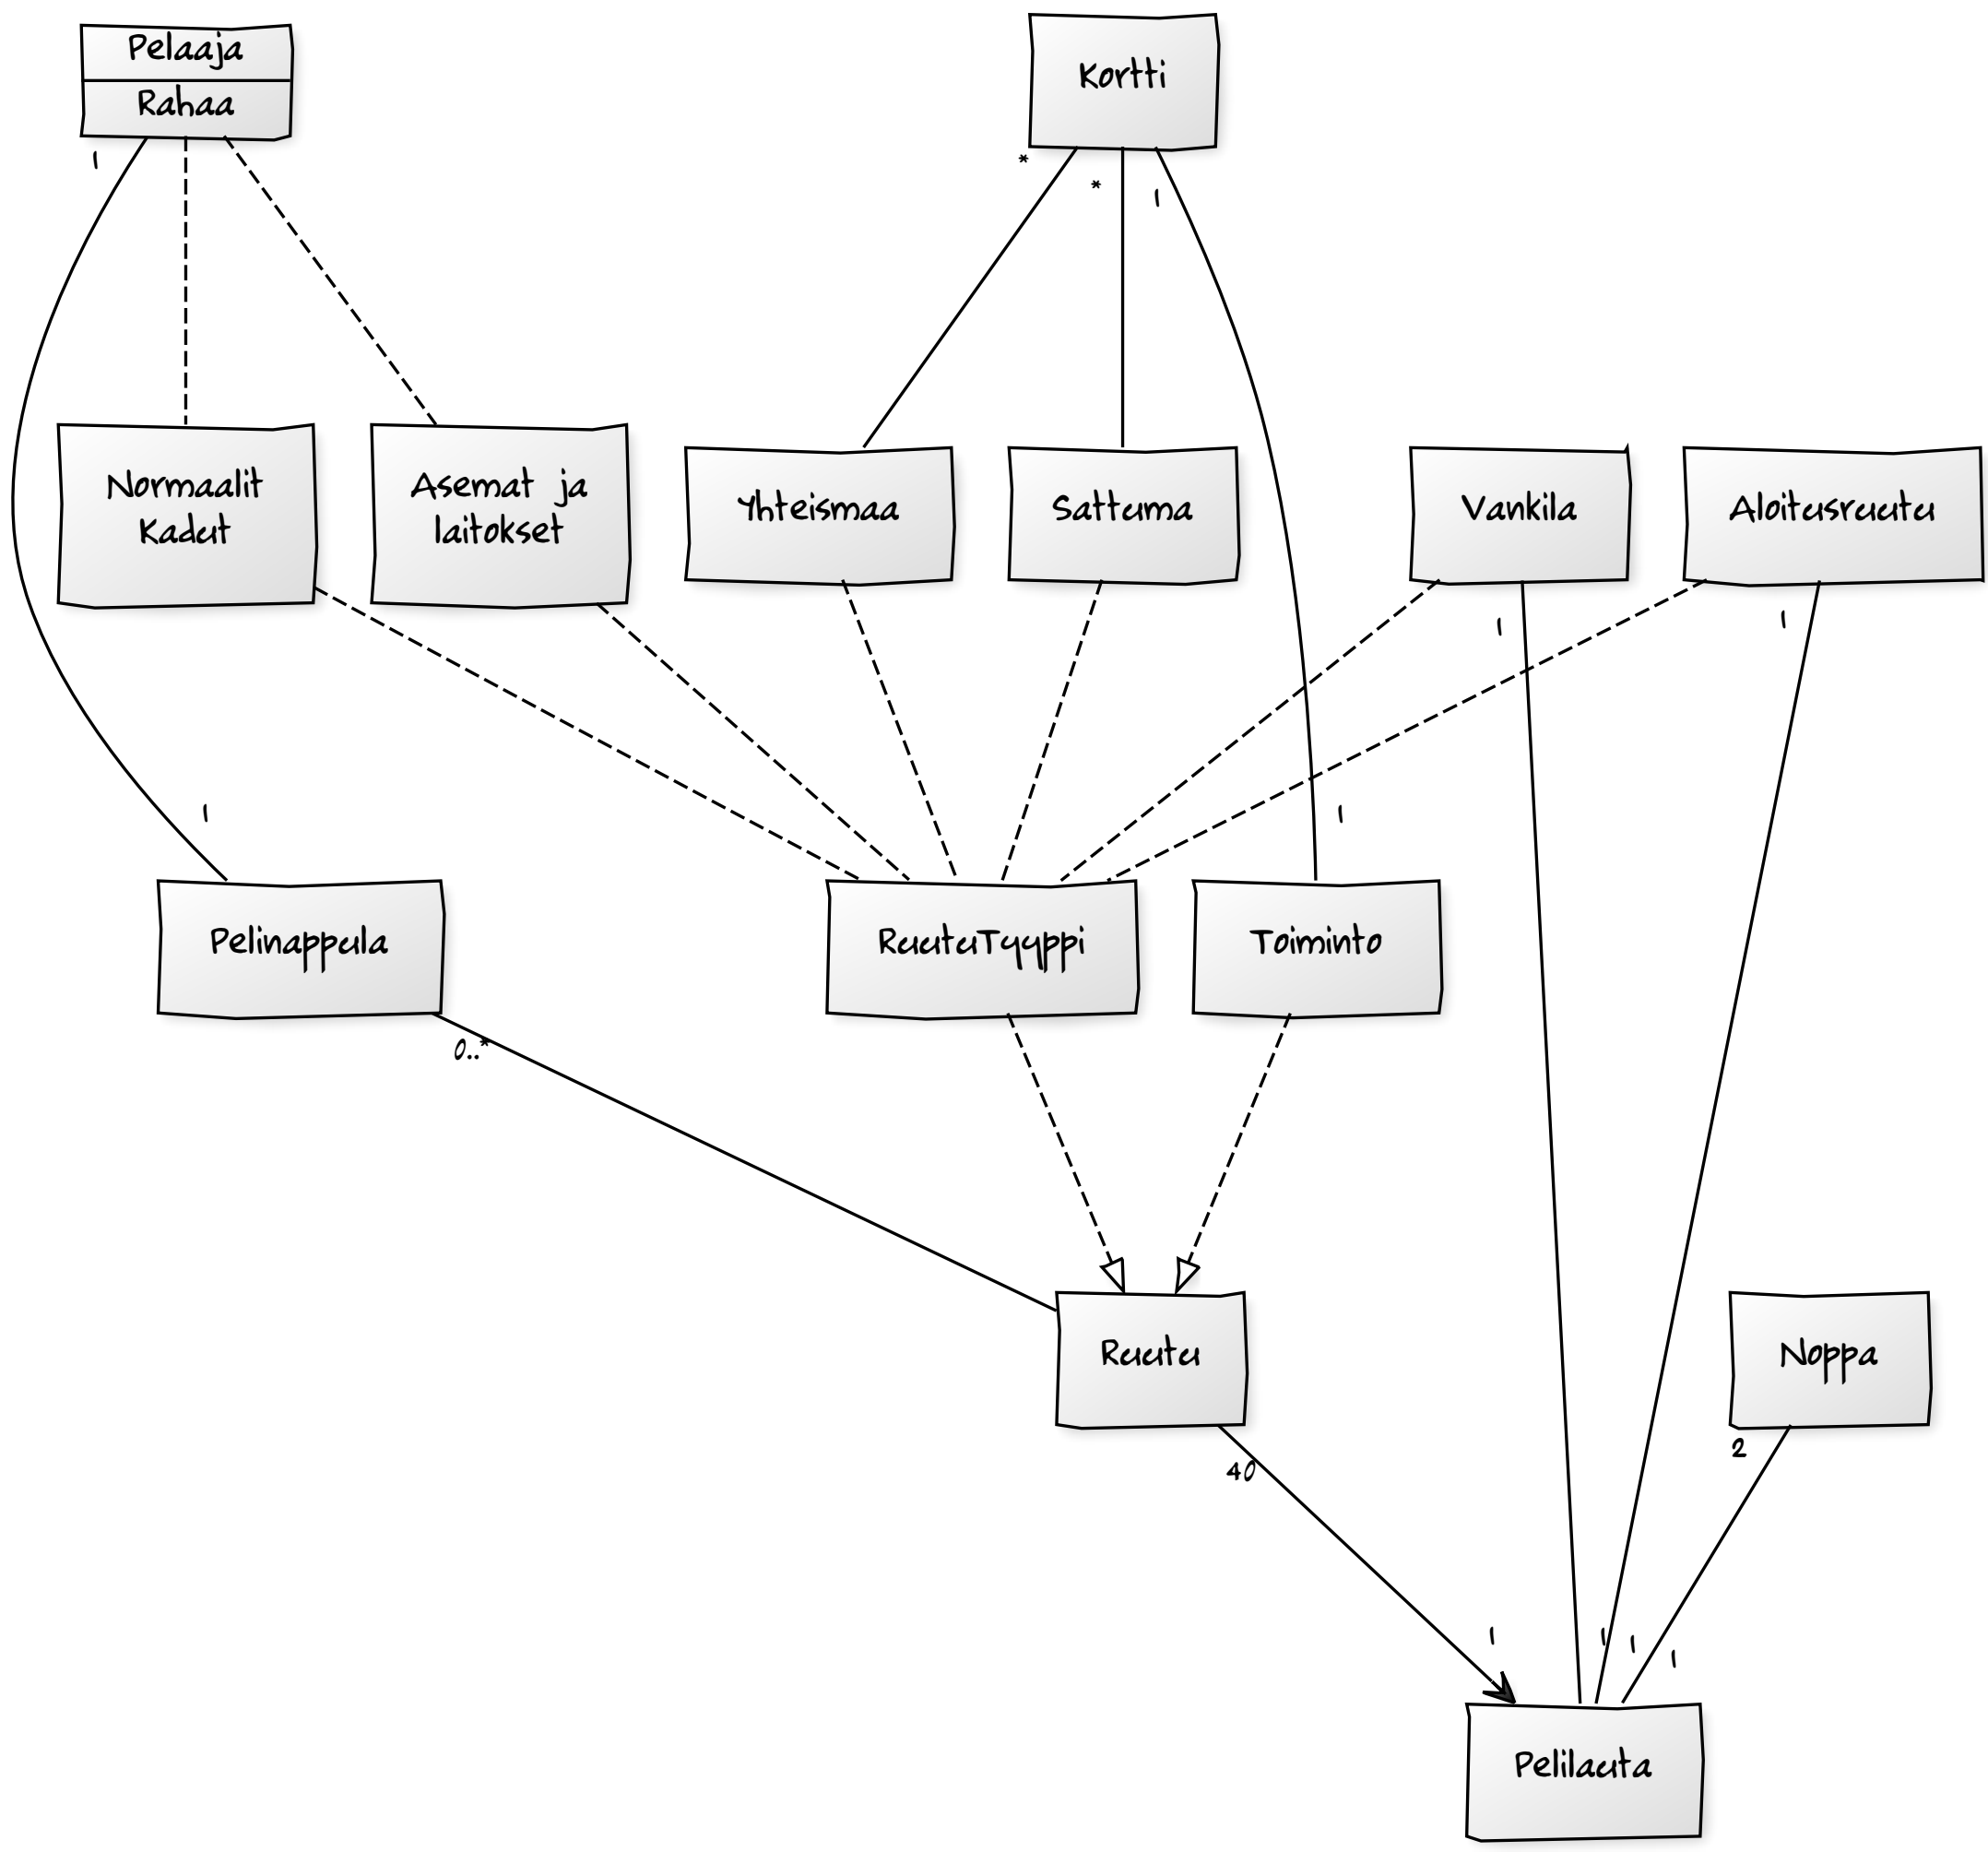 Pelaaja
Rahaa
Kortti
1
*
*
1
Normaalit
Kadut
Asemat ja
laitokset
Yhteismaa
Sattuma
Vankila
Aloitusruutu
1
1
1
1
Pelinappula
RuutuTyyppi
Toiminto
0..*
Ruutu
Noppa
40
2
1
1
1
1
Pelilauta